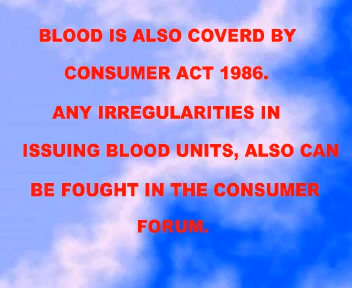 BLOOD IS ALSO COVERD BY
CONSUMER ACT 1986.
ANY IRREGULARITIES IN
ISSUING BLOOD UNITS, ALSO CAN
BE FOUGHT IN THE CONSUMER
FORUM.